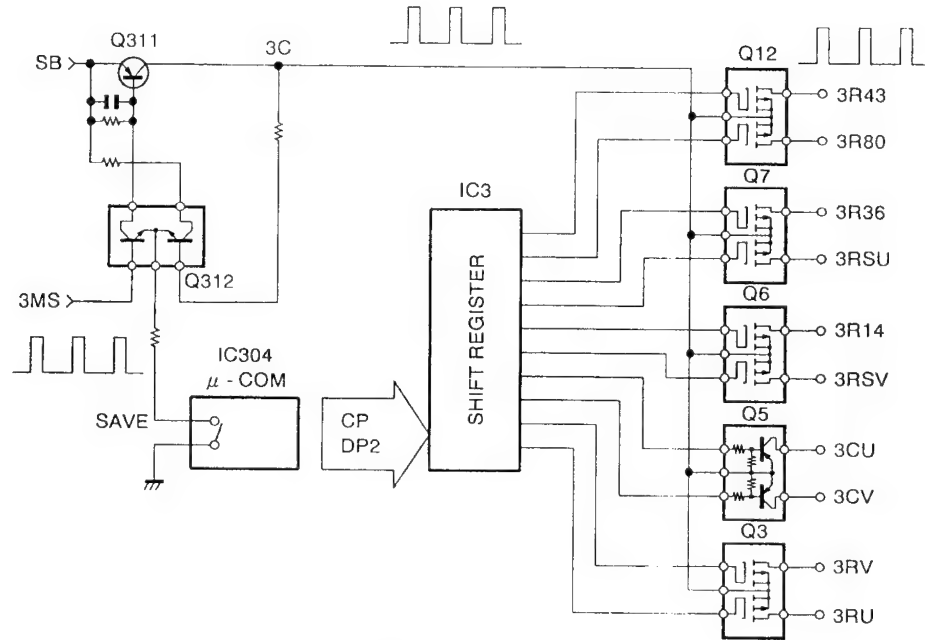 Q311
SB
3C
Q12
3R43
3R80
Q7
3R36
3RSU
IC3
SHIFT REGISTER
Q312
3MS
Q6
3R14
3RSV
IC304
μ-COM
SAVE
CP
DP2
Q5
3CU
3CV
Q3
3RV
3RU